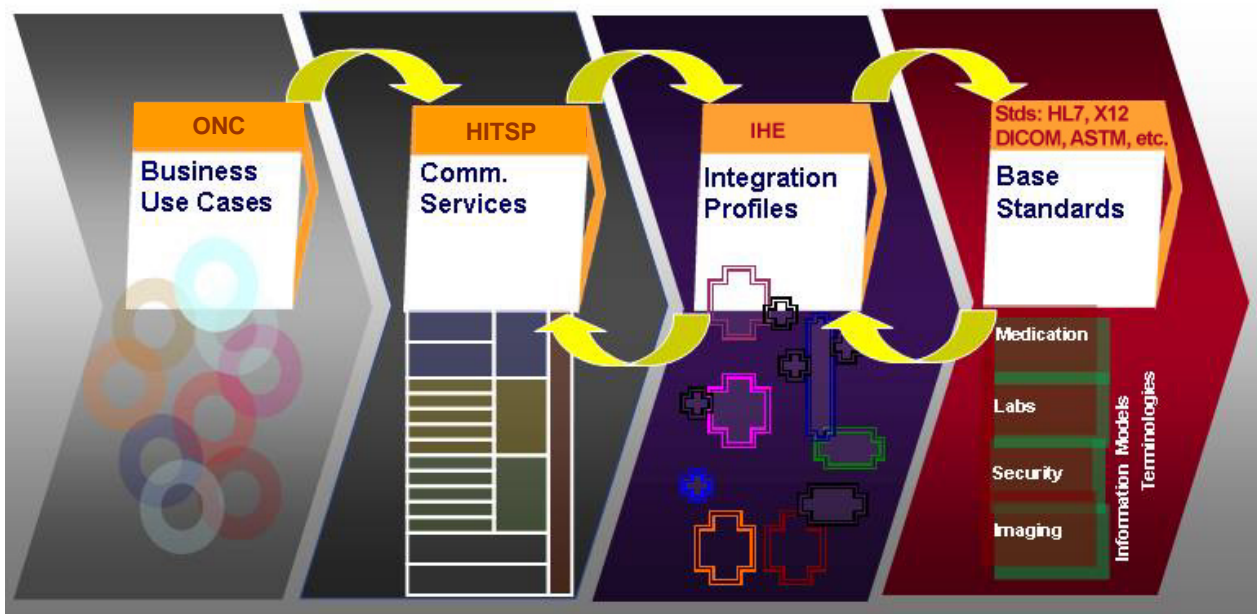 ONC
Business
Use Cases
HITSP
Comm.
Services
IHE
Integration
Profiles
Stds: HL7, X12
DICOM, ASTM, etc.
Base
Standards
Medication
Labs
Security
Imaging
Information Models
Terminologies